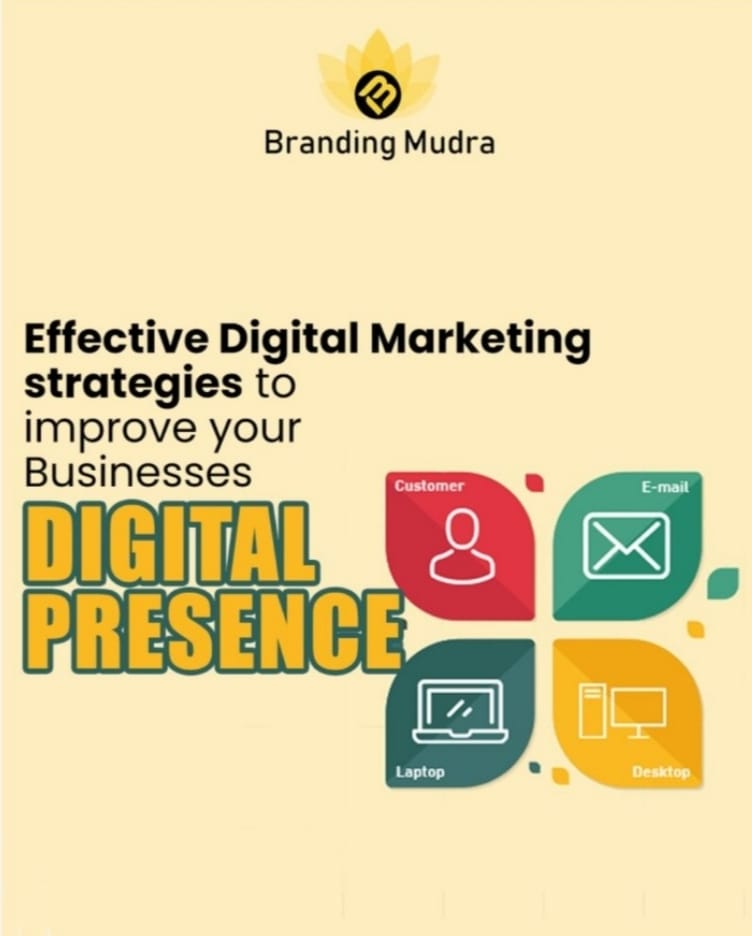 Branding Mudra
Effective Digital Marketing
strategies to
improve your
Businesses
DIGITAL
PRESENCE
Customer
E-mail
Laptop
Desktop